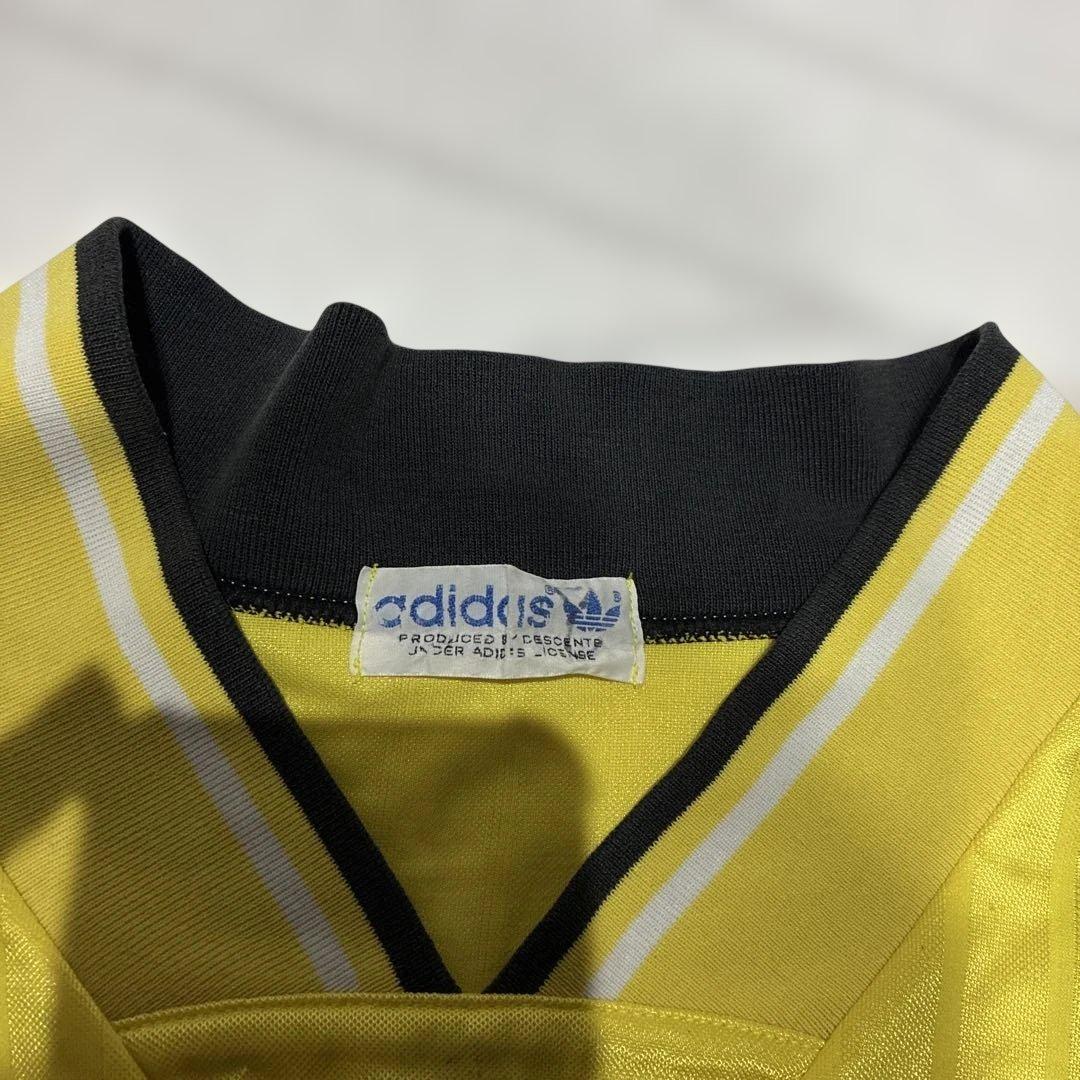 adidas
PRODUCED BY DESCENTE
UNDER ADIDAS LICENSE